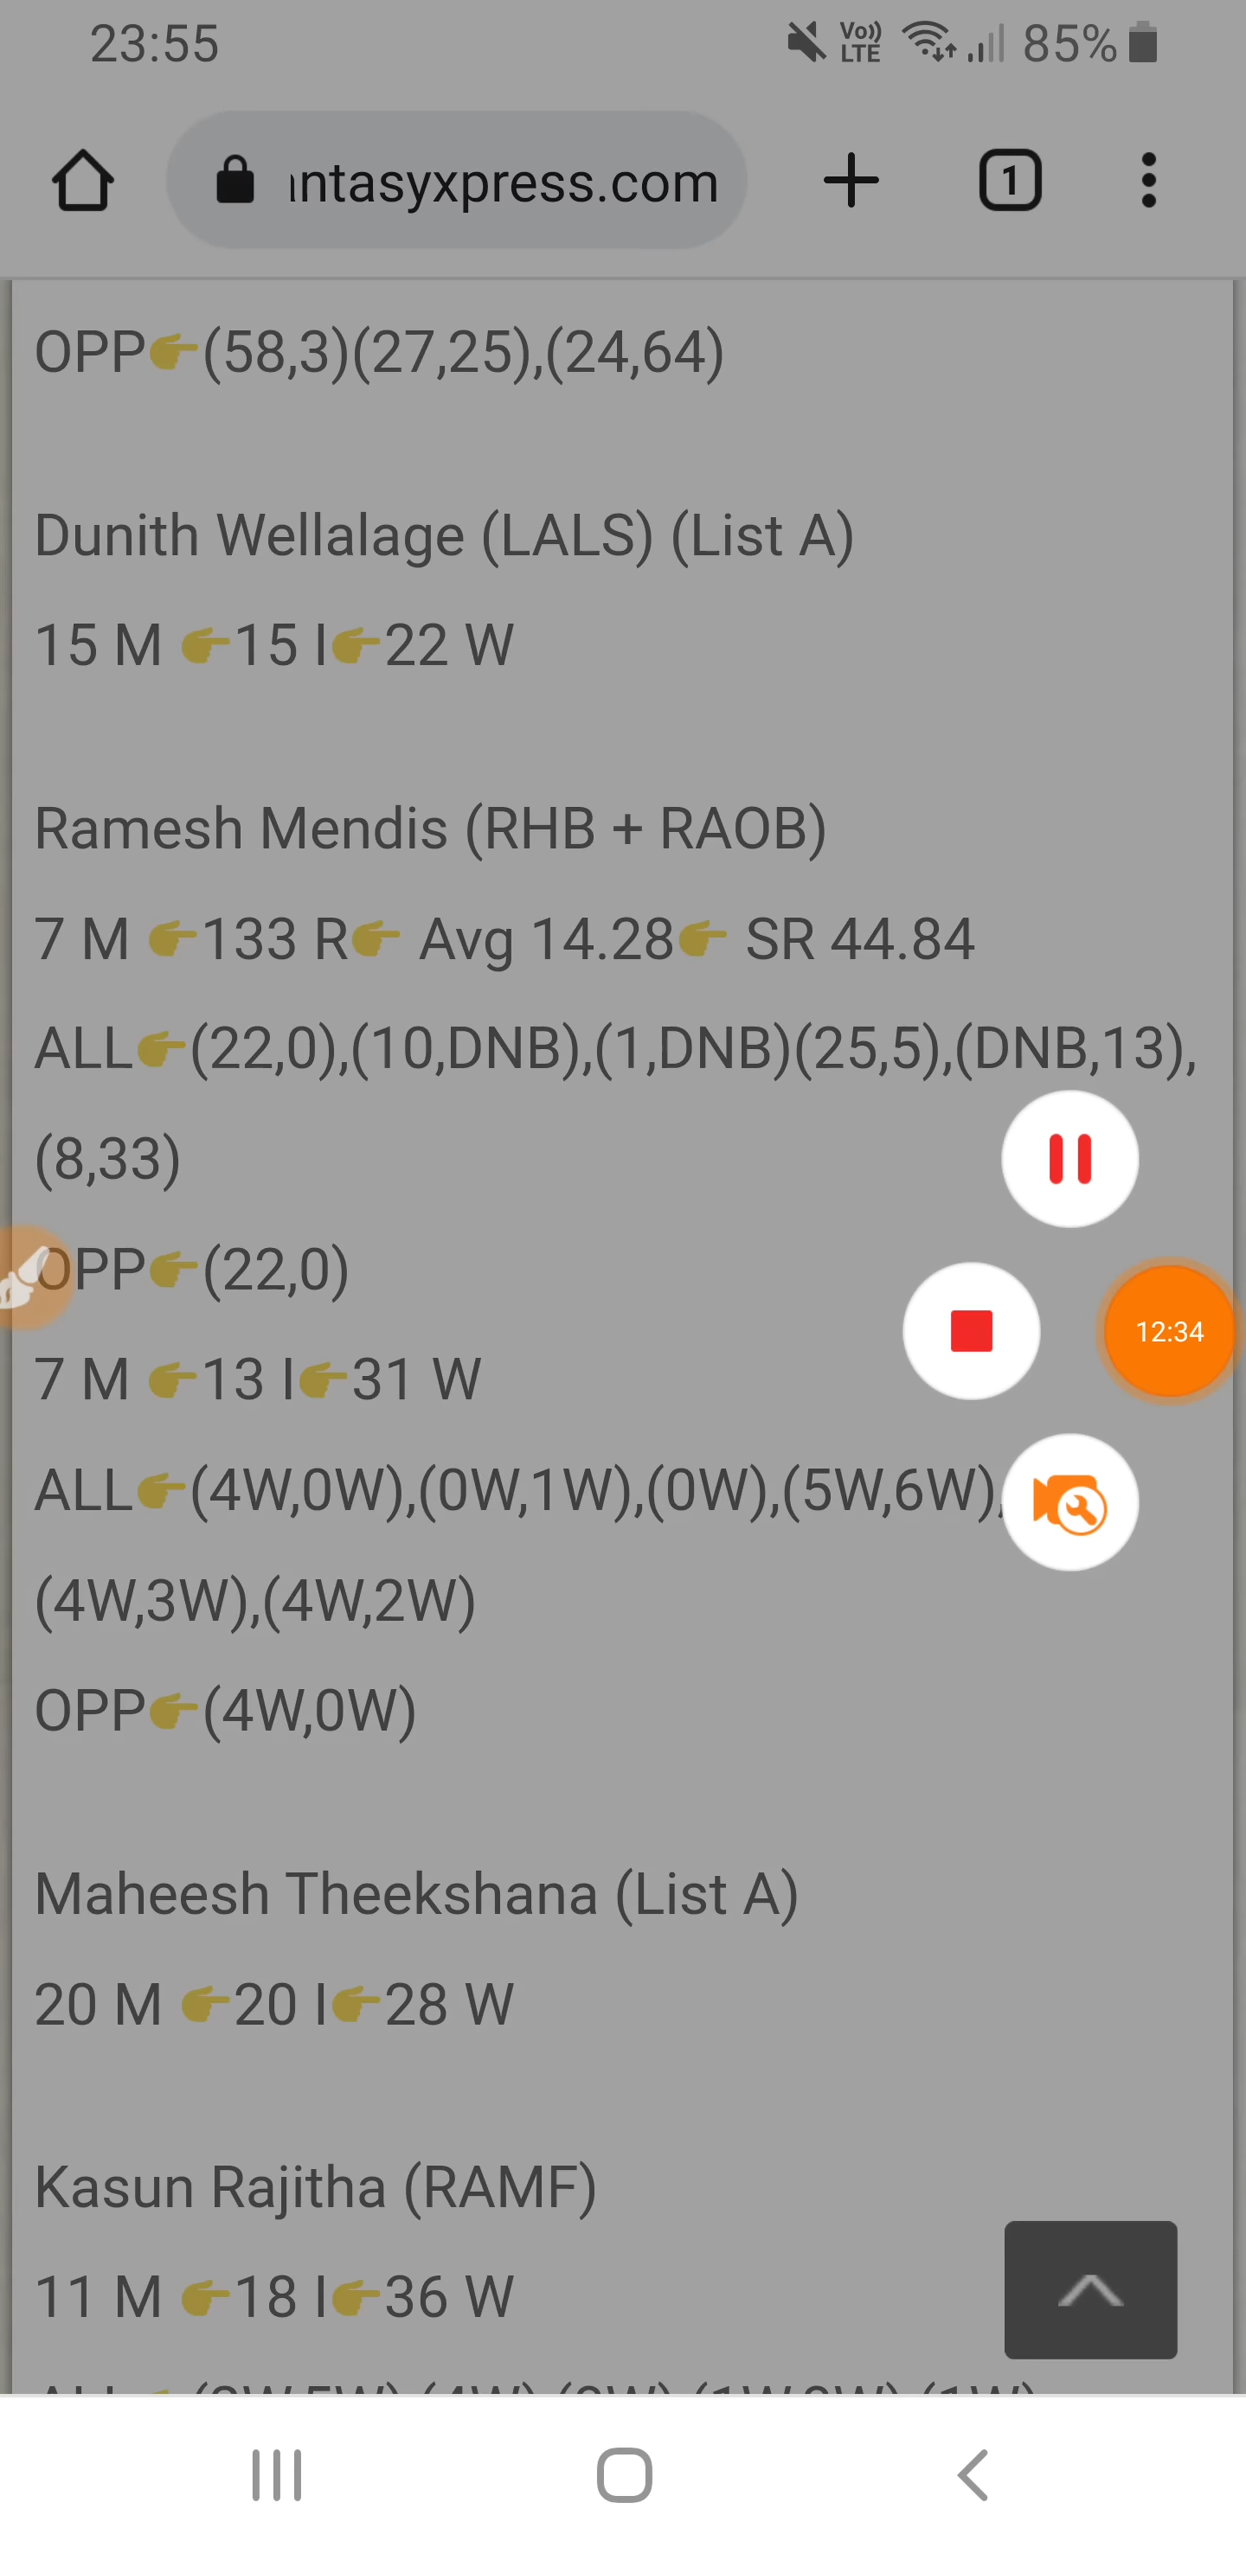 23:55
Vo)) LTE
85%
ntasyxpress.com
1
OPP👉(58,3)(27,25),(24,64)
Dunith Wellalage (LALS) (List A)
15 M 👉15 I👉22 W
Ramesh Mendis (RHB + RAOB)
7 M 👉133 R👉 Avg 14.28👉 SR 44.84
ALL👉(22,0),(10,DNB),(1,DNB)(25,5),(DNB,13),
(8,33)
OPP👉(22,0)
12:34
7 M 👉13 I👉31 W
ALL👉(4W,0W),(0W,1W),(0W),(5W,6W),
(4W,3W),(4W,2W)
OPP👉(4W,0W)
Maheesh Theekshana (List A)
20 M 👉20 I👉28 W
Kasun Rajitha (RAMF)
11 M 👉18 I👉36 W